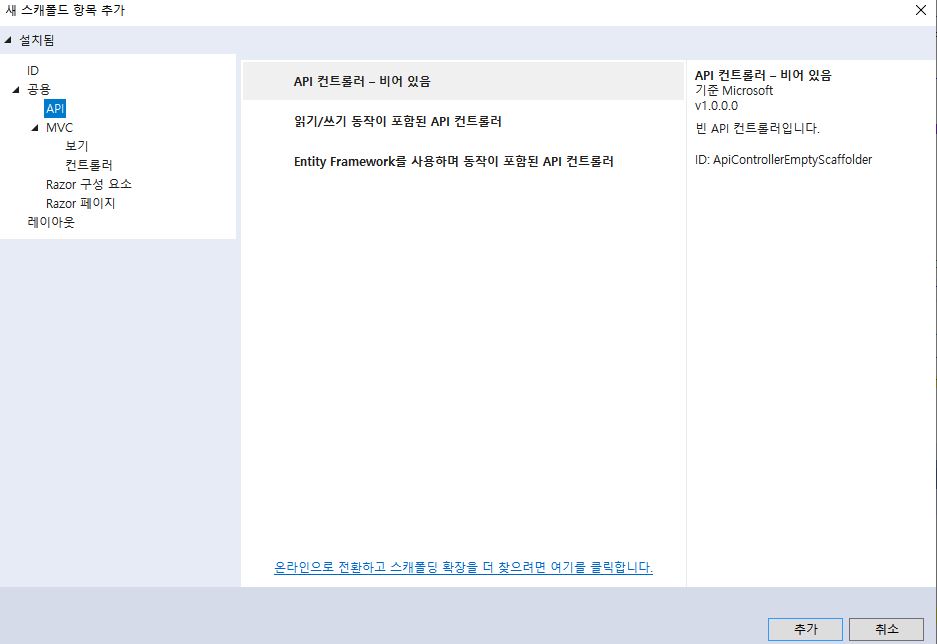 새 스캐폴드 항목 추가
설치됨
ID
공용
API
MVC
보기
컨트롤러
Razor 구성 요소
Razor 페이지
레이아웃
API 컨트롤러 – 비어 있음
읽기/쓰기 동작이 포함된 API 컨트롤러
Entity Framework를 사용하며 동작이 포함된 API 컨트롤러
온라인으로 전환하고 스캐폴딩 확장을 더 찾으려면 여기를 클릭합니다.
API 컨트롤러 – 비어 있음
기준 Microsoft
v1.0.0.0
빈 API 컨트롤러입니다.
ID: ApiControllerEmptyScaffolder
추가
취소